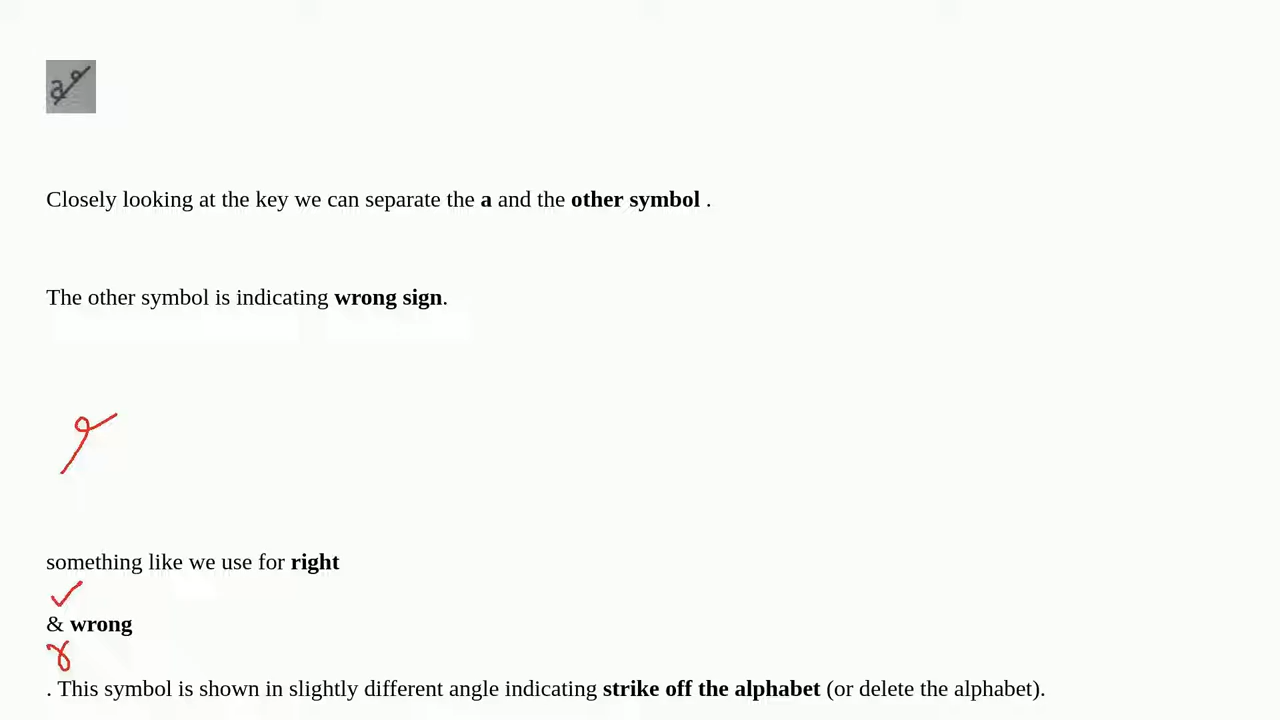 a
Closely looking at the key we can separate the a and the other symbol .
The other symbol is indicating wrong sign.
something like we use for right
& wrong
. This symbol is shown in slightly different angle indicating strike off the alphabet (or delete the alphabet).